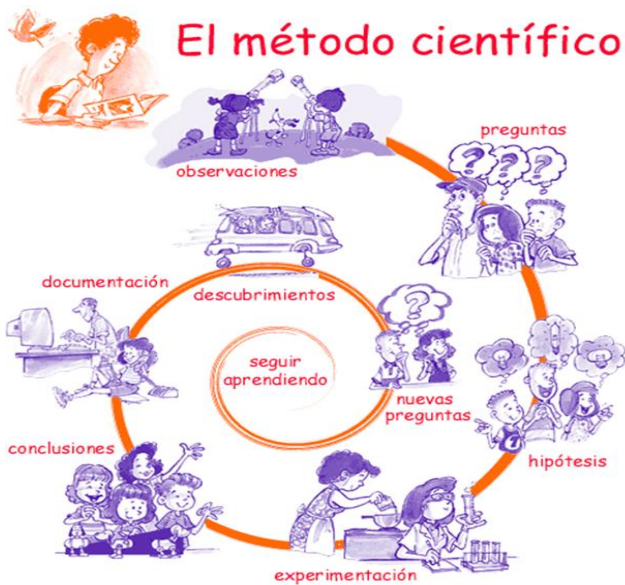 El método científico
observaciones
preguntas
hipótesis
experimentación
conclusiones
documentación
descubrimientos
nuevas
preguntas
seguir
aprendiendo